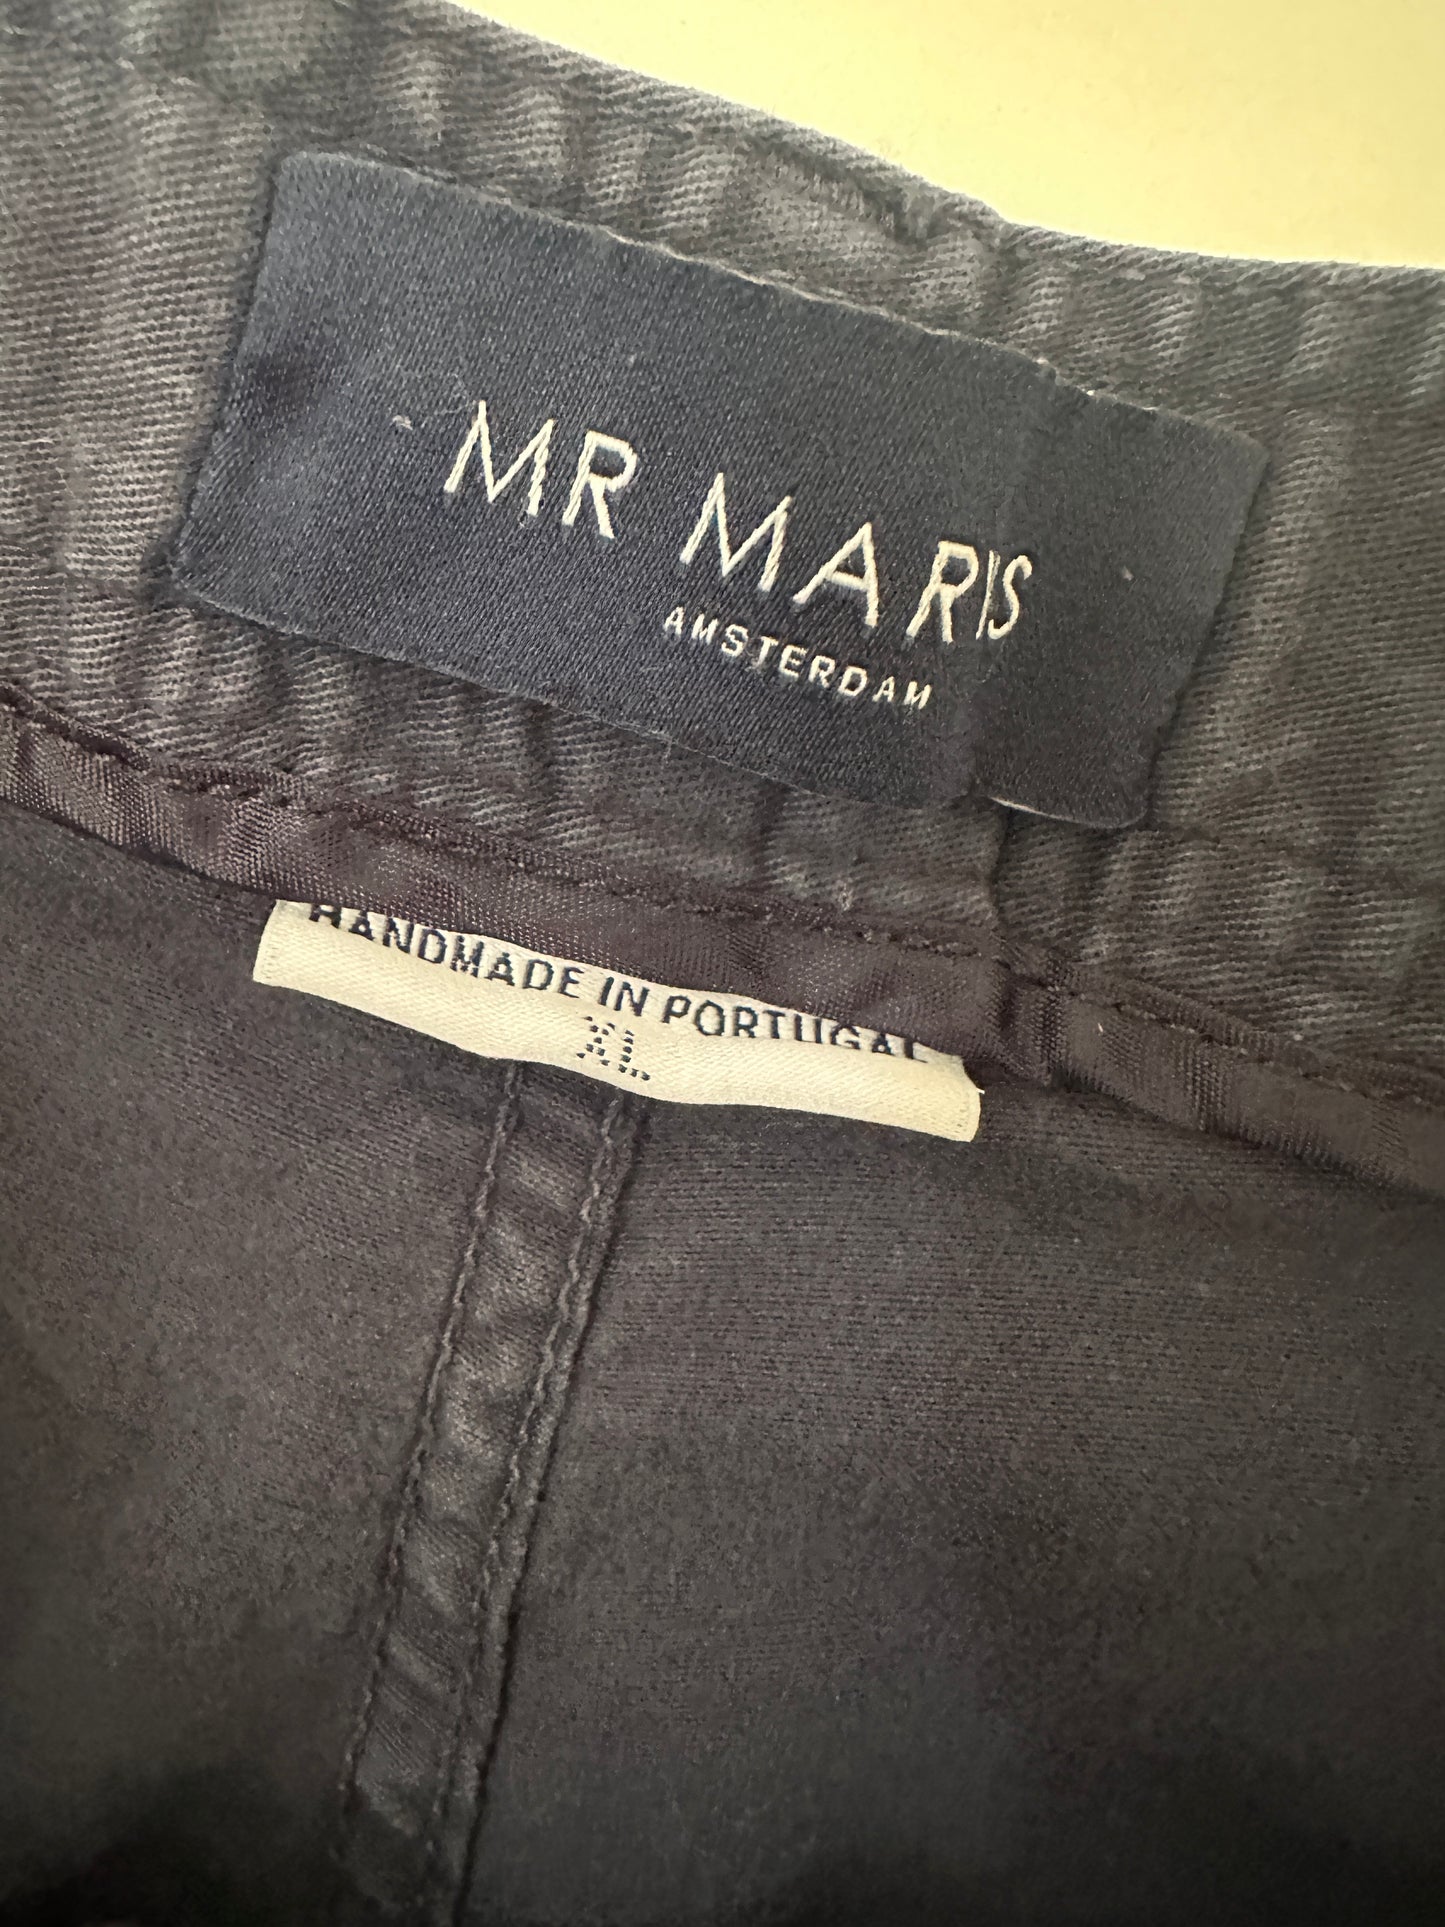 MR MARIS
AMSTERDAM
HANDMADE IN PORTUGAL
XL